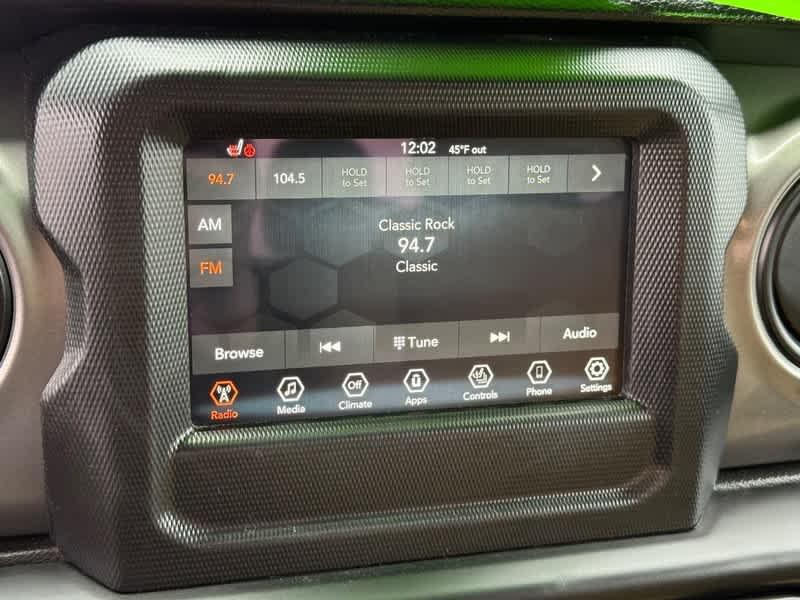 12:02 45°F out
94.7 104.5 HOLD to Set HOLD to Set HOLD to Set HOLD to Set
AM
Classic Rock
94.7
FM
Classic
Browse Tune Audio
Off
Radio Media Climate Apps Controls Phone Settings